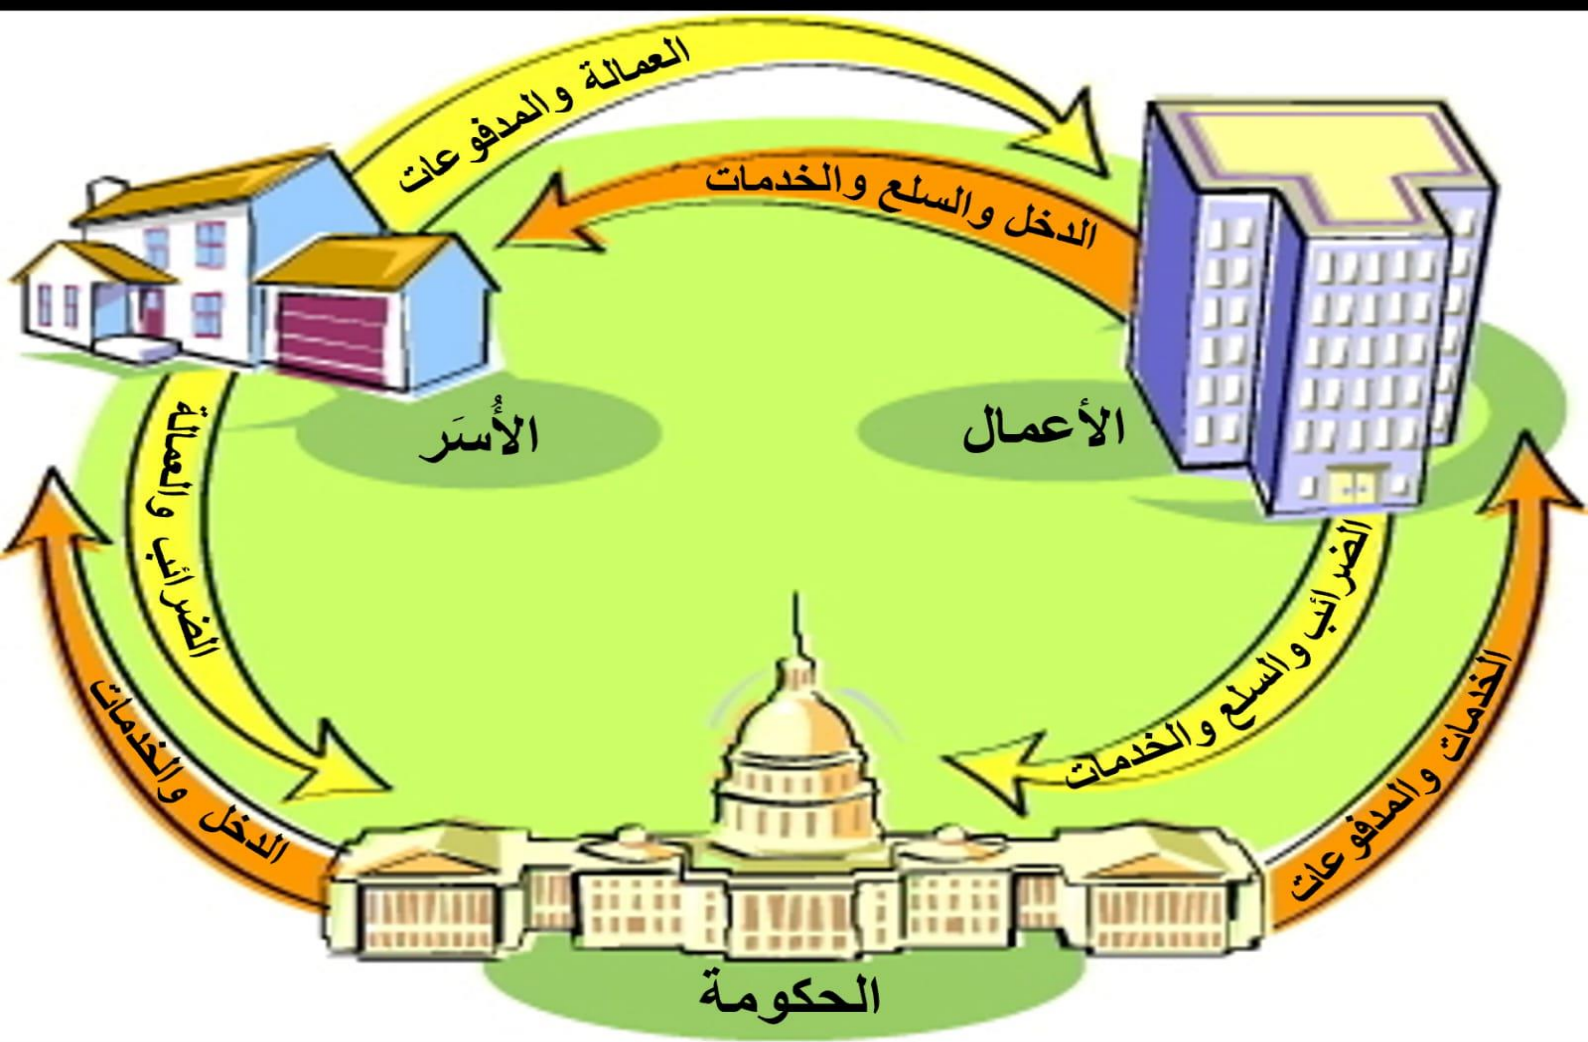 العمالة والمدفوعات
الدخل والسلع والخدمات
الأعمال
الأُسَر
الضرائب والعمالة
الضرائب والسلع والخدمات
الخدمات والمدفوعات
الدخل والخدمات
الحكومة